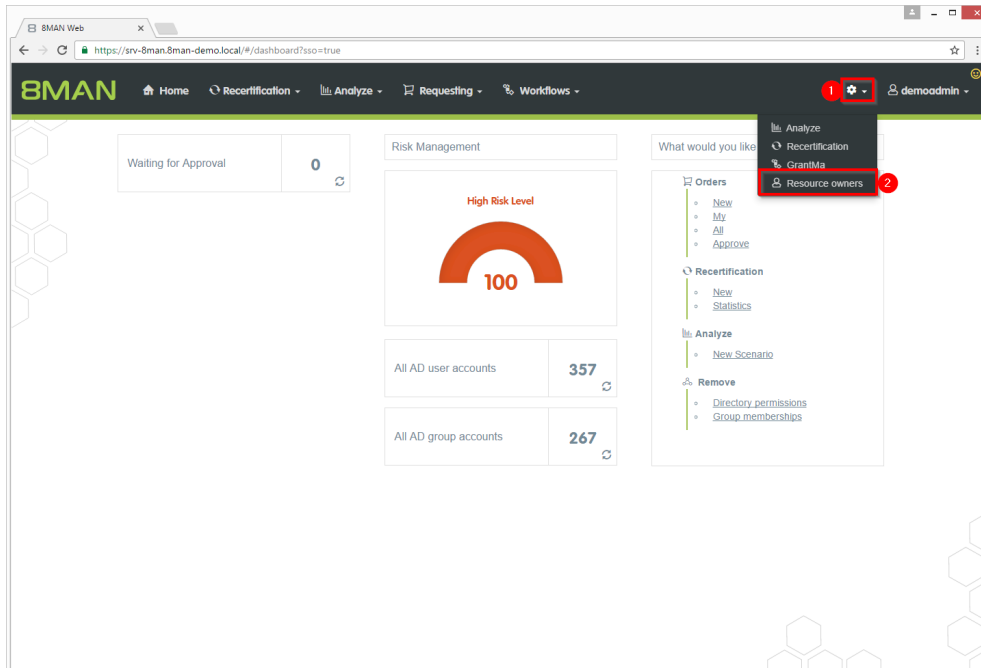 8MAN Web
https://srv-8man.8man-demo.local/#/dashboard?sso=true
8MAN
Home
Recertification
Analyze
Requesting
Workflows
1
demoadmin
Analyze
Recertification
GrantMa
Resource owners
2
Waiting for Approval
0
Risk Management
High Risk Level
100
All AD user accounts
357
All AD group accounts
267
What would you like
Orders
New
My
All
Approve
Recertification
New
Statistics
Analyze
New Scenario
Remove
Directory permissions
Group memberships